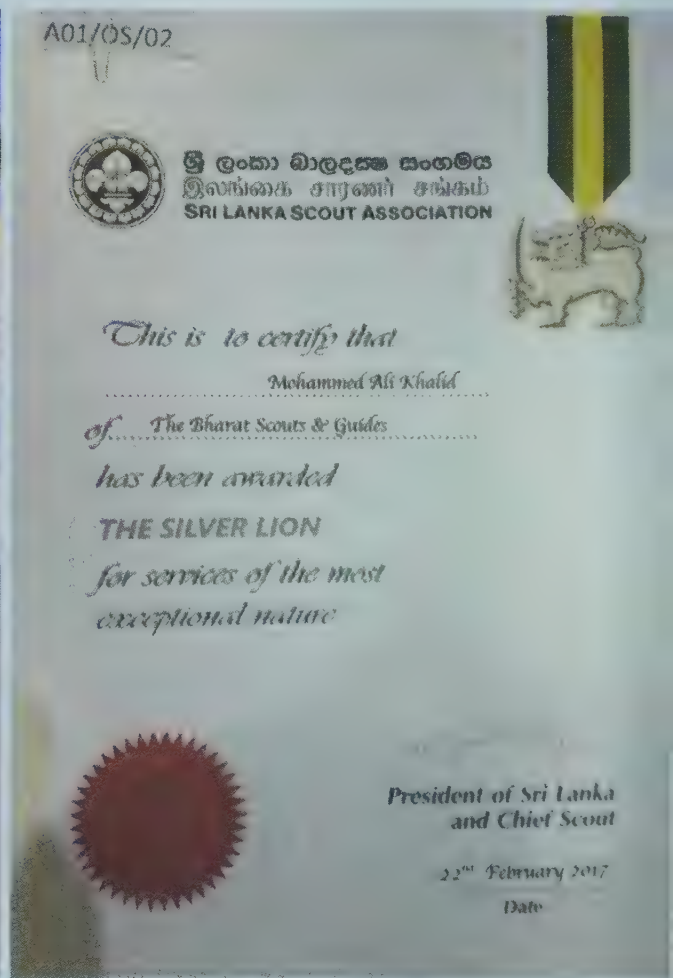 A01/OS/02
ශ්‍රී ලංකා බාලදක්ෂ සංගමය
இலங்கை சாரணர் சங்கம்
SRI LANKA SCOUT ASSOCIATION
This is to certify that
Mohammed Ali Khalid
of The Bharat Scouts & Guides
has been awarded
THE SILVER LION
for services of the most
exceptional nature
President of Sri Lanka
and Chief Scout
22nd February 2017
Date